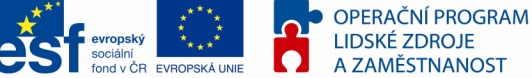 esf
evropský
sociální
fond v ČR
EVROPSKÁ UNIE
OPERAČNÍ PROGRAM
LIDSKÉ ZDROJE
A ZAMĚSTNANOST